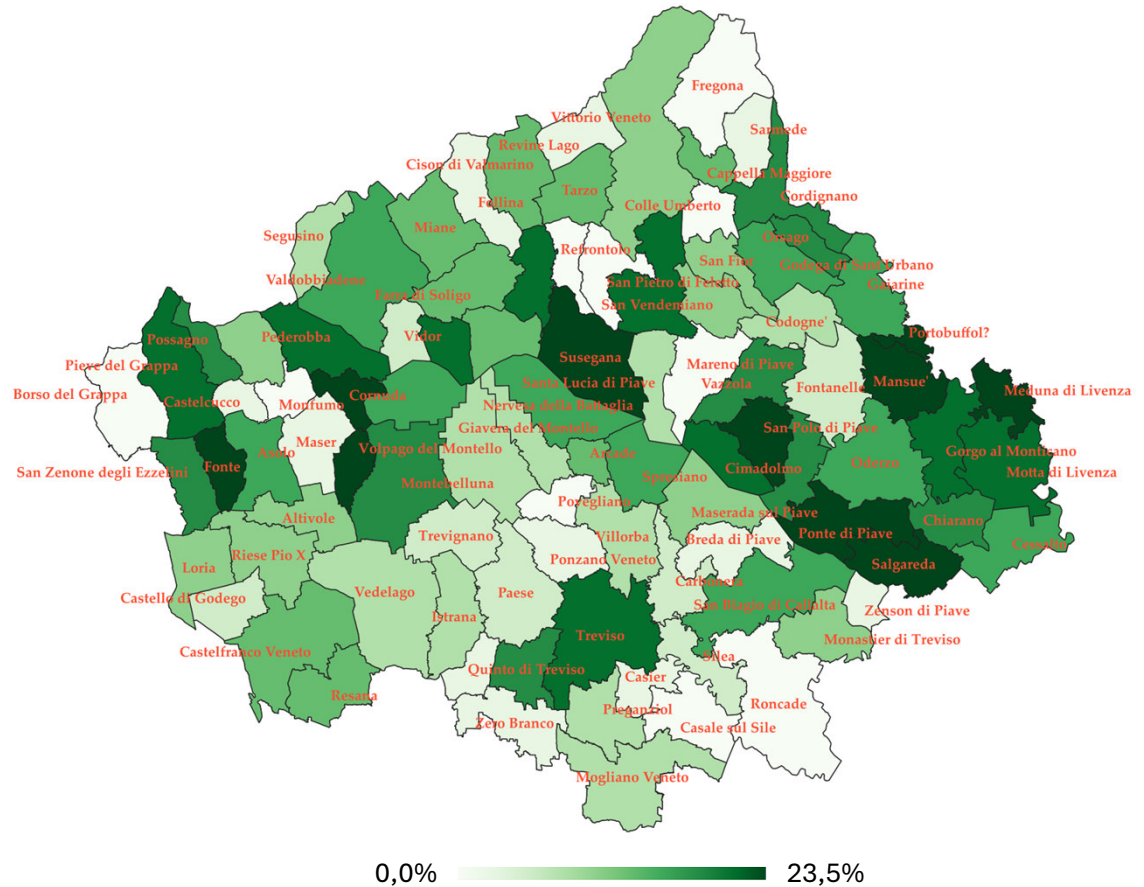 Fregona
Vittorio Veneto
Sarmede
Revine Lago
Cison di Valmarino
Cappella Maggiore
Tarzo
Cordignano
Follina
Colle Umberto
Miane
Segusino
Orsago
Refrontolo
San Fior
Godega di Sant'Urbano
Valdobbiadene
San Pietro di Feletto
Gaiarine
Farra di Soligo
San Vendemiano
Codogne'
Portobuffol?
Possagno
Pederobba
Vidor
Susegana
Mareno di Piave
Pieve del Grappa
Mansue'
Santa Lucia di Piave
Vazzola
Fontanelle
Meduna di Livenza
Borso del Grappa
Cornuda
Castelcucco
Monfumo
Nervesa della Battaglia
Giavera del Montello
San Polo di Piave
Maser
Volpago del Montello
Asolo
Arcade
Gorgo al Monticano
Oderzo
Fonte
Cimadolmo
San Zenone degli Ezzelini
Motta di Livenza
Spresiano
Montebelluna
Povegliano
Maserada sul Piave
Altivole
Chiarano
Ponte di Piave
Trevignano
Villorba
Breda di Piave
Cessalto
Riese Pio X
Ponzano Veneto
Loria
Salgareda
Carbonera
Vedelago
Paese
Castello di Godego
San Biagio di Callalta
Zenson di Piave
Istrana
Treviso
Monastier di Treviso
Castelfranco Veneto
Silea
Quinto di Treviso
Casier
Resana
Roncade
Preganziol
Zero Branco
Casale sul Sile
Mogliano Veneto
0,0%
23,5%